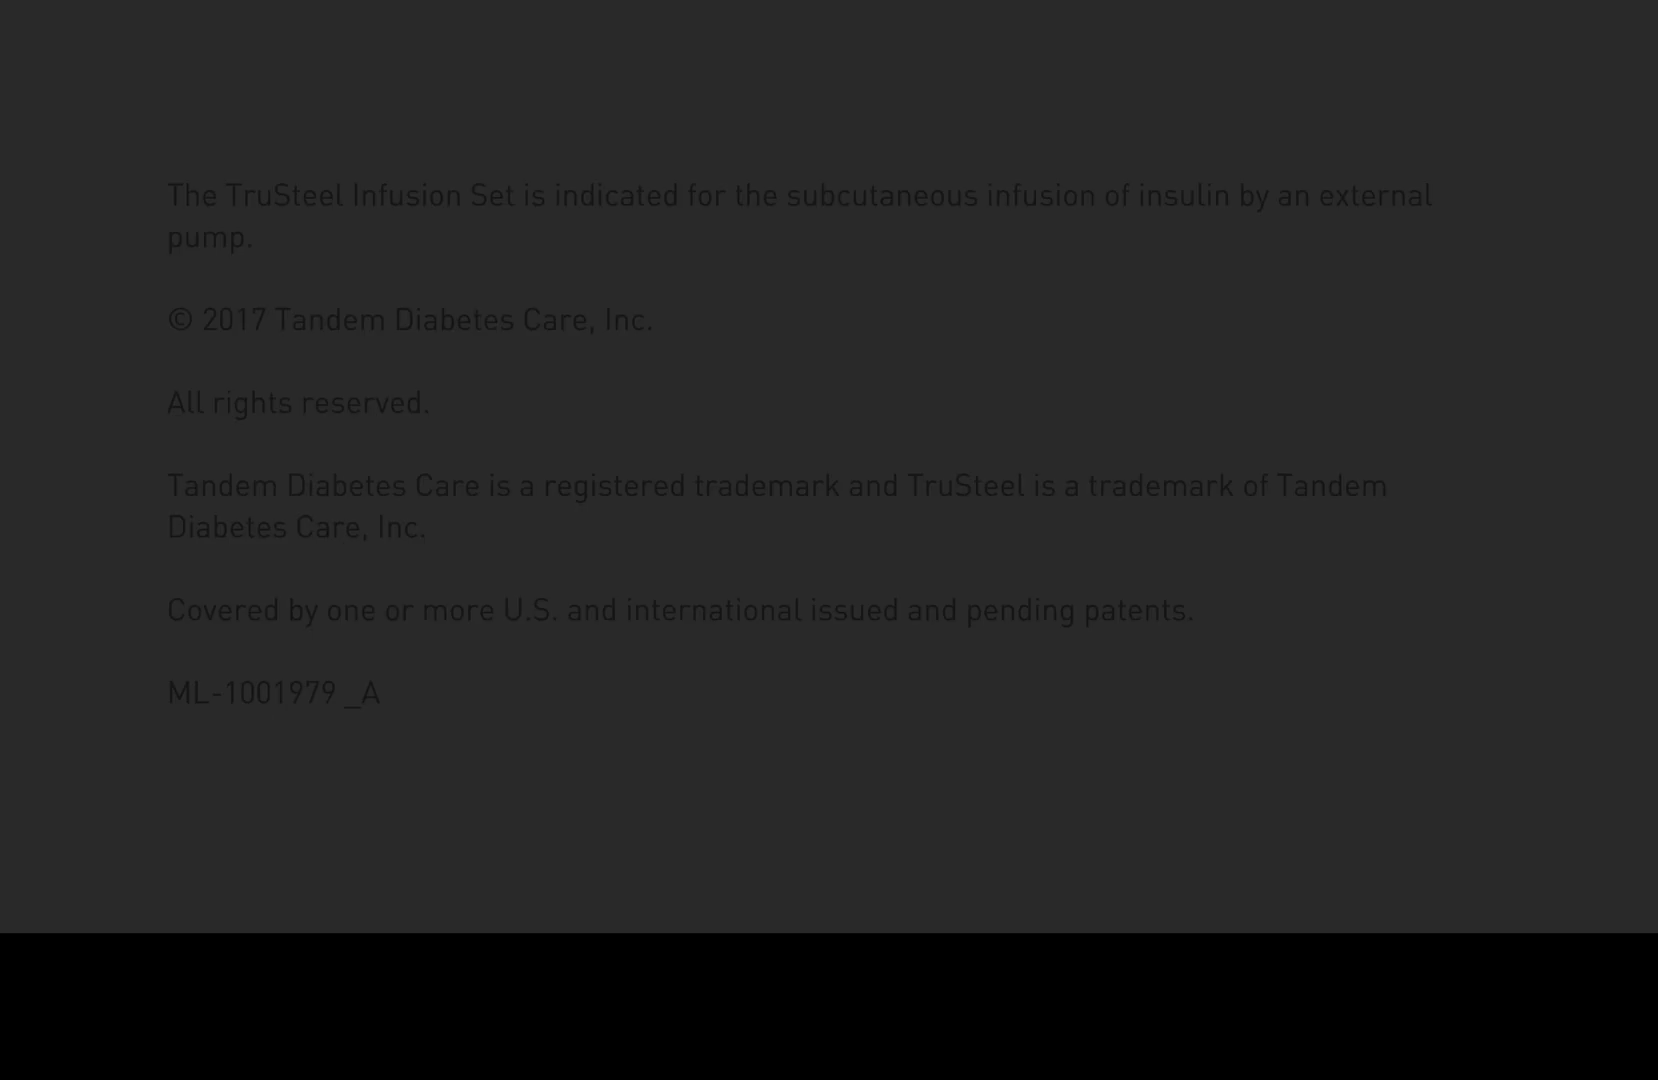 The TruSteel Infusion Set is indicated for the subcutaneous infusion of insulin by an external
pump.
© 2017 Tandem Diabetes Care, Inc.
All rights reserved.
Tandem Diabetes Care is a registered trademark and TruSteel is a trademark of Tandem
Diabetes Care, Inc.
Covered by one or more U.S. and international issued and pending patents.
ML-1001979 _A